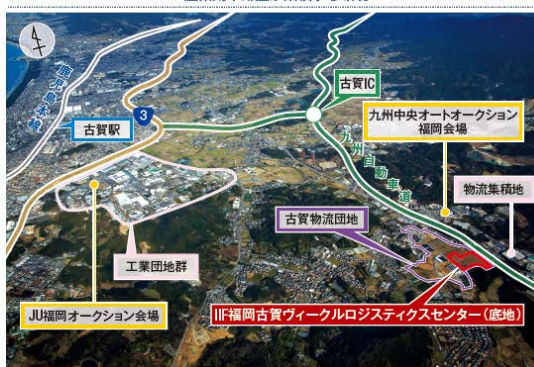 鹿児島本線
古賀駅
3
古賀IC
九州中央オートオークション
福岡会場
九州自動車道
物流集積地
古賀物流団地
工業団地群
JU福岡オークション会場
IIF福岡古賀ヴィークルロジスティクスセンター(底地)